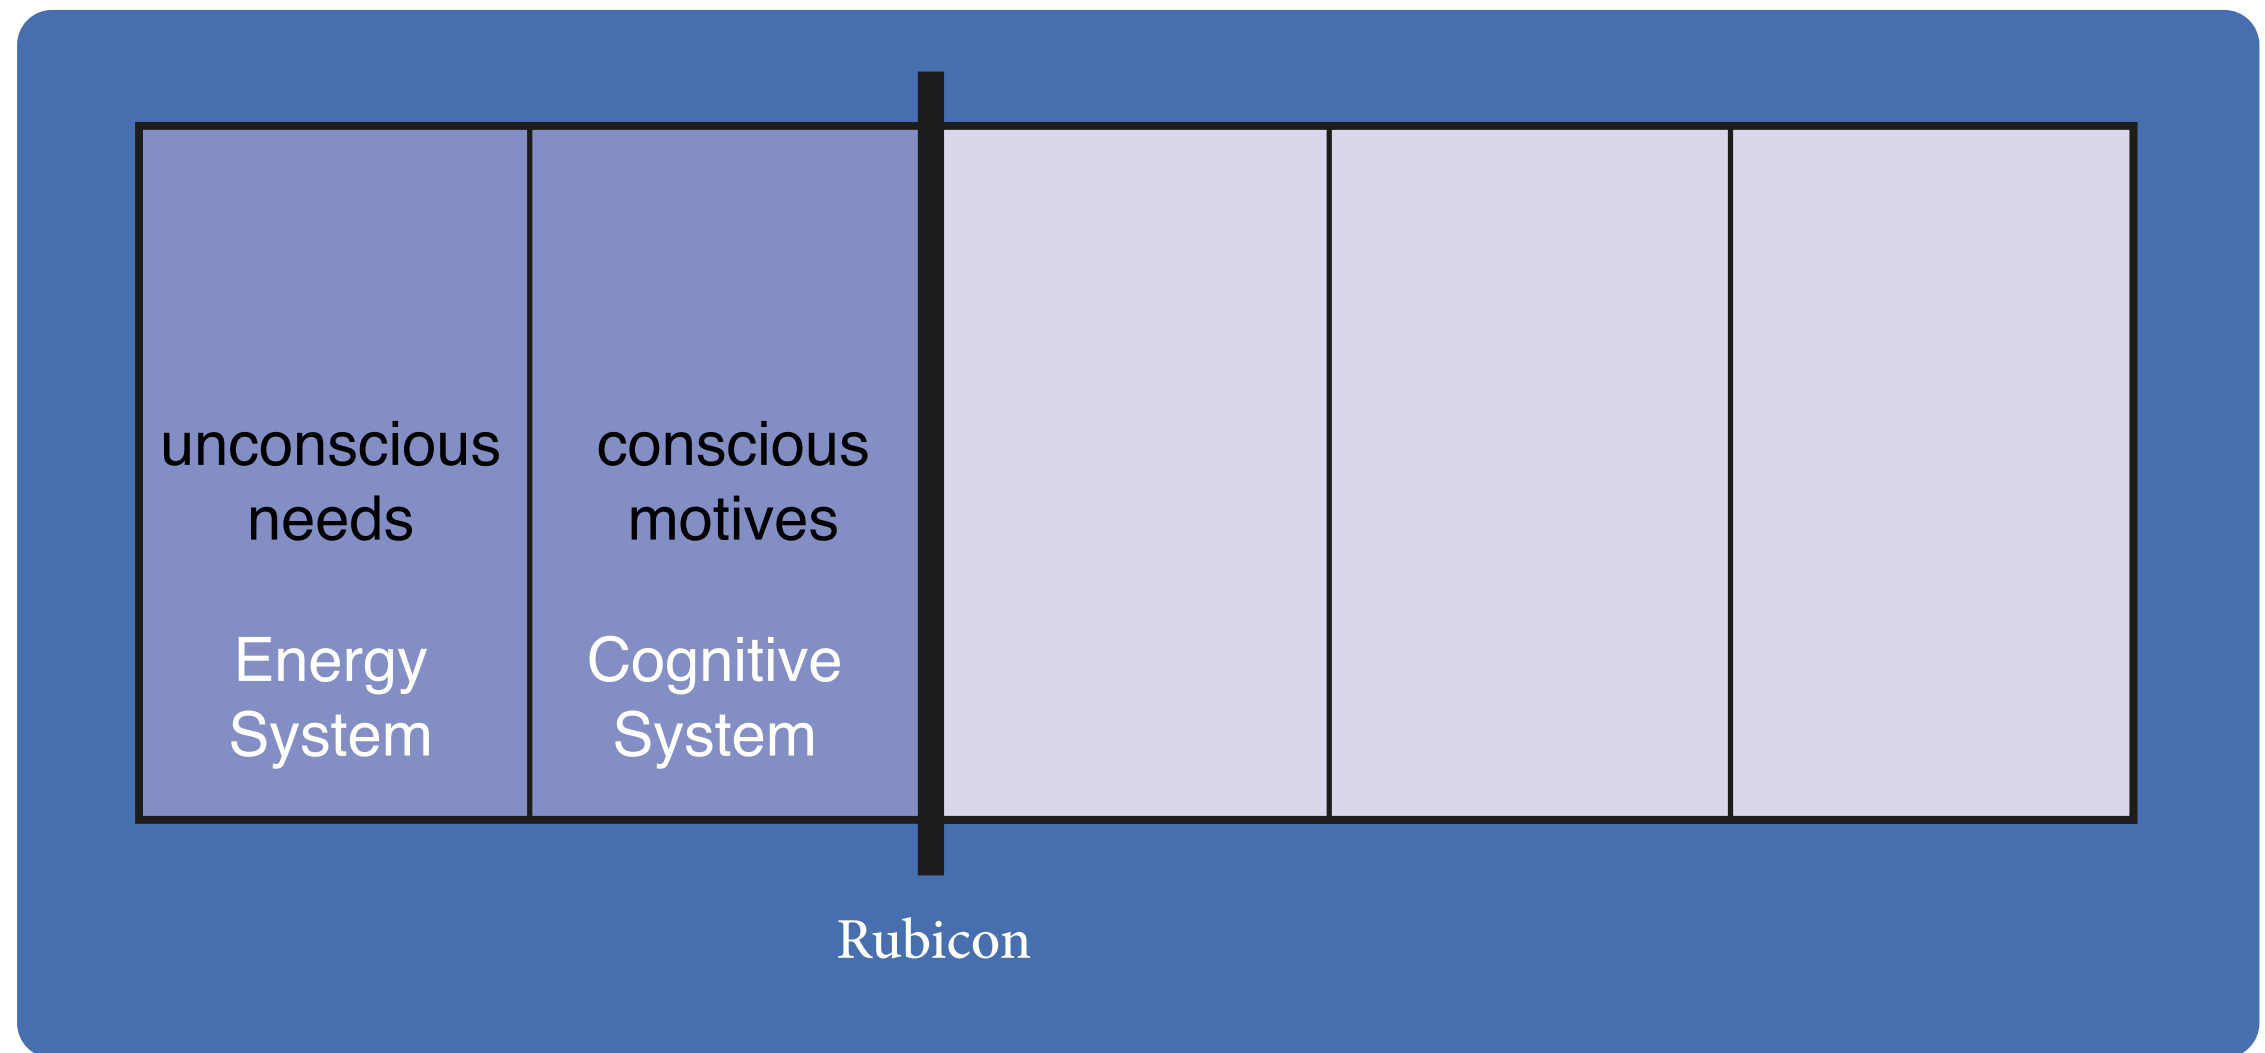 unconscious
needs
Energy
System
conscious
motives
Cognitive
System
Rubicon